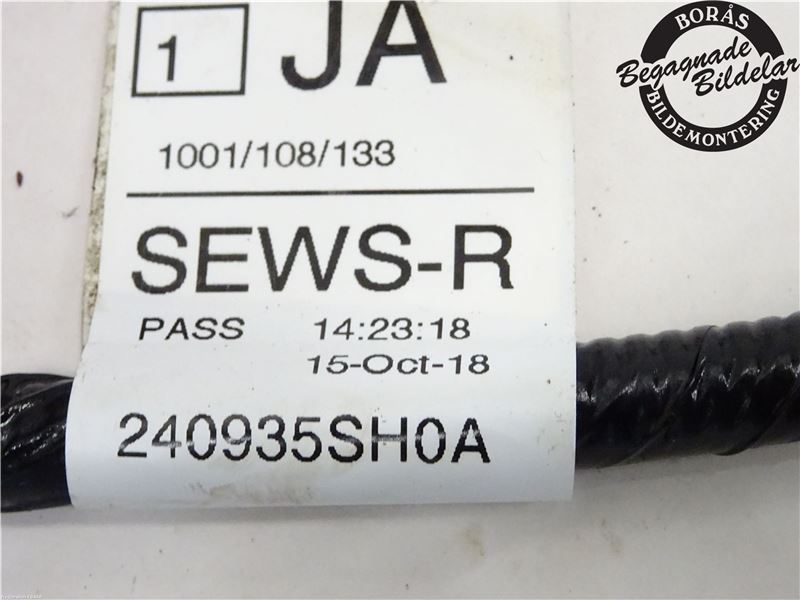 1 JA
1001/108/133
SEWS-R
PASS 14:23:18
15-Oct-18
240935SH0A
BORÅS
Begagnade
Bildelar
BILDEMONTERING